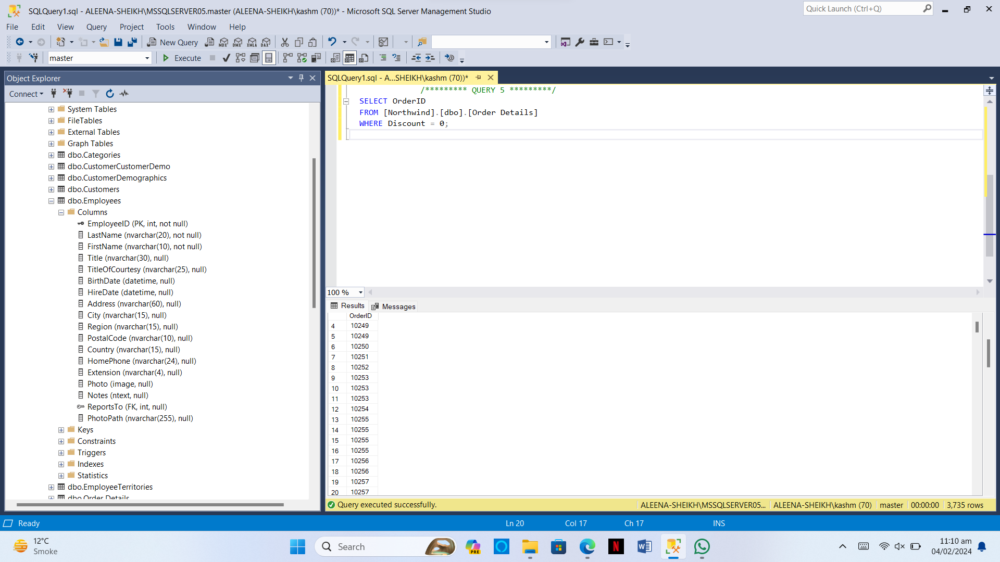 SQLQuery1.sql - ALEENA-SHEIKH\MSSQLSERVER05.master (ALEENA-SHEIKH\kashm (70))* - Microsoft SQL Server Management Studio
Quick Launch (Ctrl+Q)
File Edit View Query Project Tools Window Help
New Query MDX DMX XMLA DAX
master Execute
Object Explorer
Connect
System Tables
FileTables
External Tables
Graph Tables
dbo.Categories
dbo.CustomerCustomerDemo
dbo.CustomerDemographics
dbo.Customers
dbo.Employees
Columns
EmployeeID (PK, int, not null)
LastName (nvarchar(20), not null)
FirstName (nvarchar(10), not null)
Title (nvarchar(30), null)
TitleOfCourtesy (nvarchar(25), null)
BirthDate (datetime, null)
HireDate (datetime, null)
Address (nvarchar(60), null)
City (nvarchar(15), null)
Region (nvarchar(15), null)
PostalCode (nvarchar(10), null)
Country (nvarchar(15), null)
HomePhone (nvarchar(24), null)
Extension (nvarchar(4), null)
Photo (image, null)
Notes (ntext, null)
ReportsTo (FK, int, null)
PhotoPath (nvarchar(255), null)
Keys
Constraints
Triggers
Indexes
Statistics
dbo.EmployeeTerritories
dbo.Order Details
SQLQuery1.sql - A...SHEIKH\kashm (70))*
/********* QUERY 5 *********/
SELECT OrderID
FROM [Northwind].[dbo].[Order Details]
WHERE Discount = 0;
100 %
Results Messages
OrderID
4 10249
5 10249
6 10250
7 10251
8 10252
9 10253
10 10253
11 10253
12 10254
13 10255
14 10255
15 10255
16 10255
17 10256
18 10256
19 10257
20 10257
Query executed successfully. ALEENA-SHEIKH\MSSQLSERVER05... ALEENA-SHEIKH\kashm (70) master 00:00:00 3,735 rows
Ready Ln 20 Col 17 Ch 17 INS
12°C
Smoke
Search
PRE
N
W
11:10 am
04/02/2024